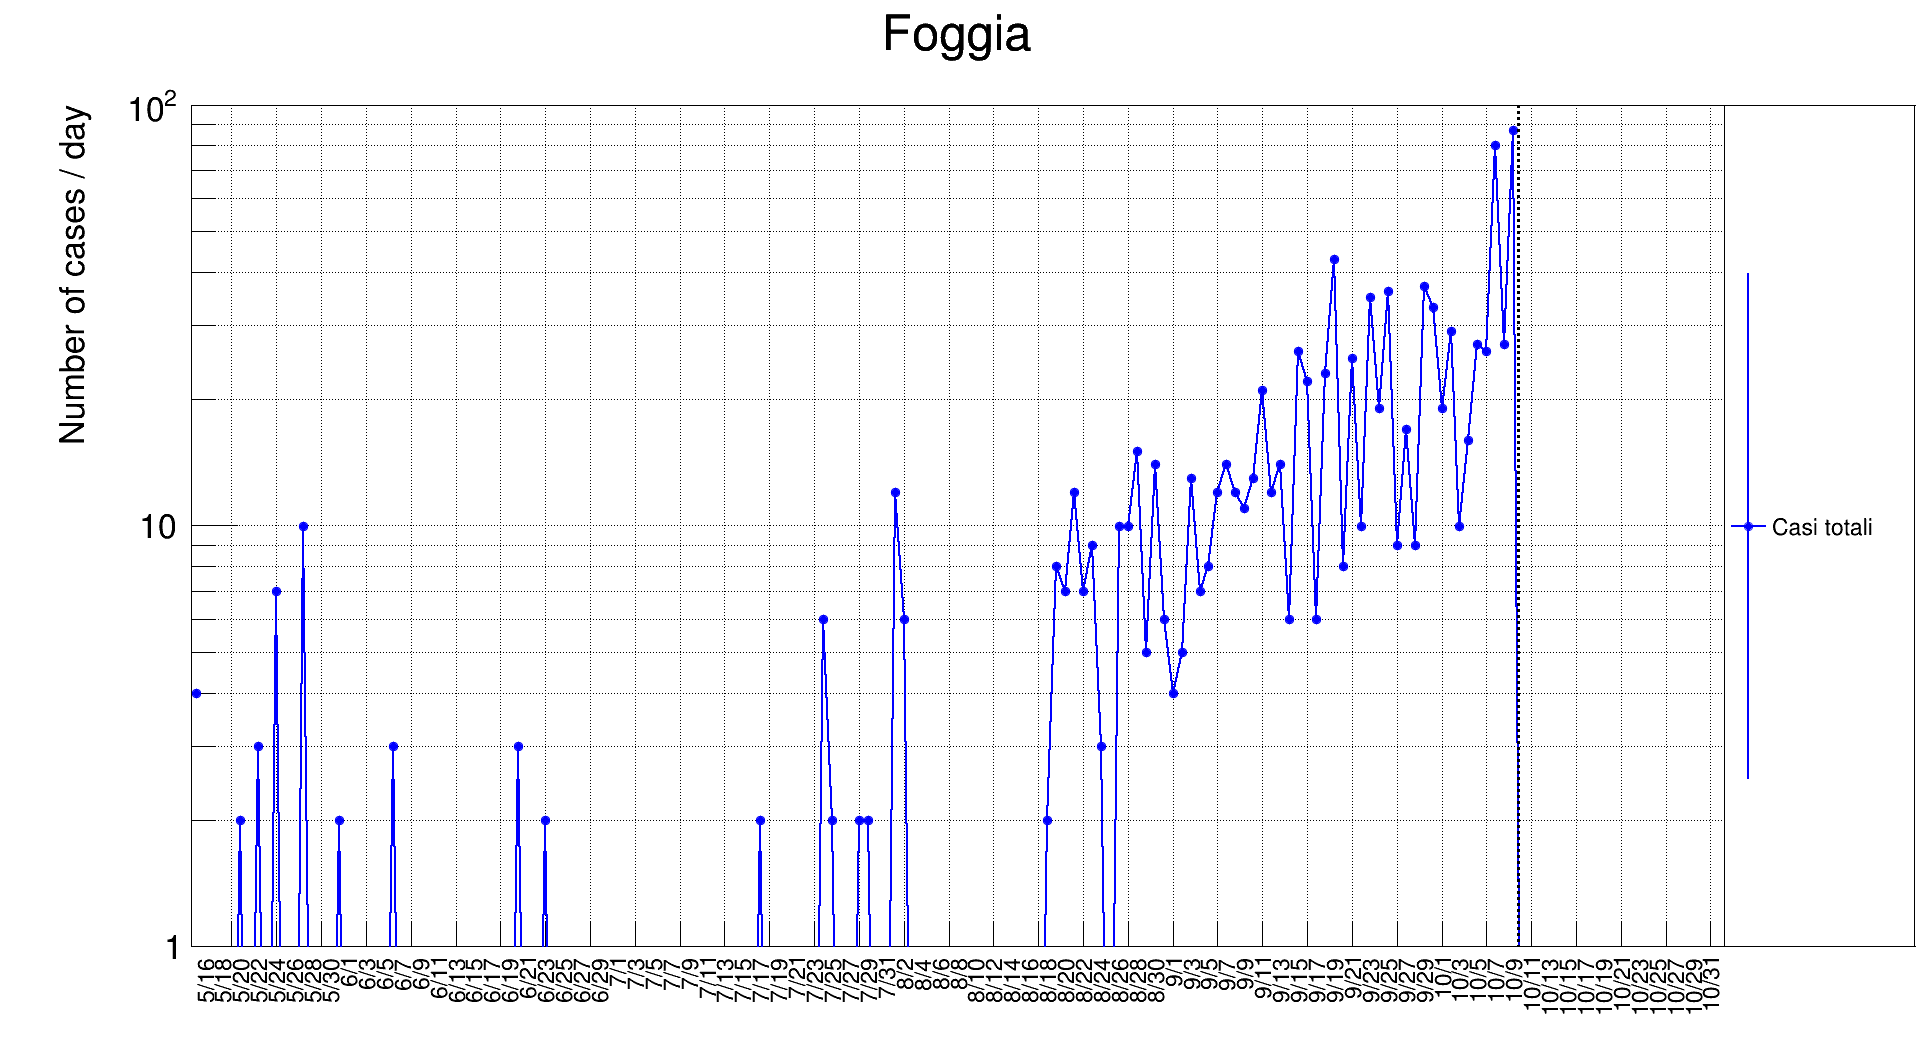 Foggia
Number of cases / day
10²
10
1
5/16 5/18 5/20 5/22 5/24 5/26 5/28 5/30 6/1 6/3 6/5 6/7 6/9 6/11 6/13 6/15 6/17 6/19 6/21 6/23 6/25 6/27 6/29 7/1 7/3 7/5 7/7 7/9 7/11 7/13 7/15 7/17 7/19 7/21 7/23 7/25 7/27 7/29 7/31 8/2 8/4 8/6 8/8 8/10 8/12 8/14 8/16 8/18 8/20 8/22 8/24 8/26 8/28 8/30 9/1 9/3 9/5 9/7 9/9 9/11 9/13 9/15 9/17 9/19 9/21 9/23 9/25 9/27 9/29 10/1 10/3 10/5 10/7 10/9 10/11 10/13 10/15 10/17 10/19 10/21 10/23 10/25 10/27 10/29 10/31
Casi totali